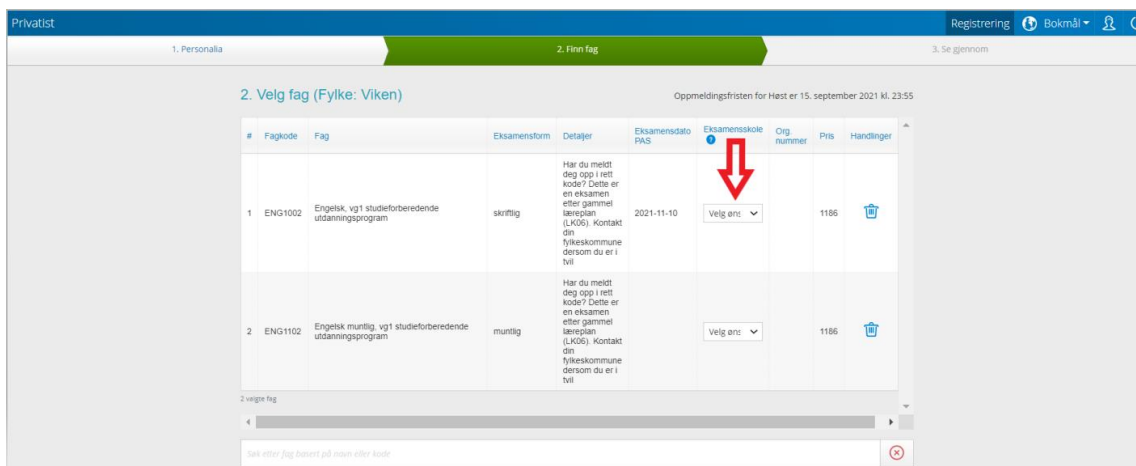 Privatist
Registrering Bokmål
1. Personalia
2. Finn fag
3. Se gjennom
2. Velg fag (Fylke: Viken)
Oppmeldingsfristen for Høst er 15. september 2021 kl. 23:55
# Fagkode Fag Eksamensform Detaljer Eksamensdato PAS Eksamensskole ? Org. nummer Pris Handlinger
Har du meldt
deg opp i rett
kode? Dette er
en eksamen
etter gammel
læreplan
(LK06). Kontakt
din
fylkeskommune
dersom du er i
tvil
1 ENG1002 Engelsk, vg1 studieforberedende
utdanningsprogram
skriftlig
2021-11-10
Velg øns
1186
Har du meldt
deg opp i rett
kode? Dette er
en eksamen
etter gammel
læreplan
(LK06). Kontakt
din
fylkeskommune
dersom du er i
tvil
2 ENG1102 Engelsk muntlig, vg1 studieforberedende
utdanningsprogram
muntlig
Velg øns
1186
2 valgte fag
Søk etter fag basert på navn eller kode